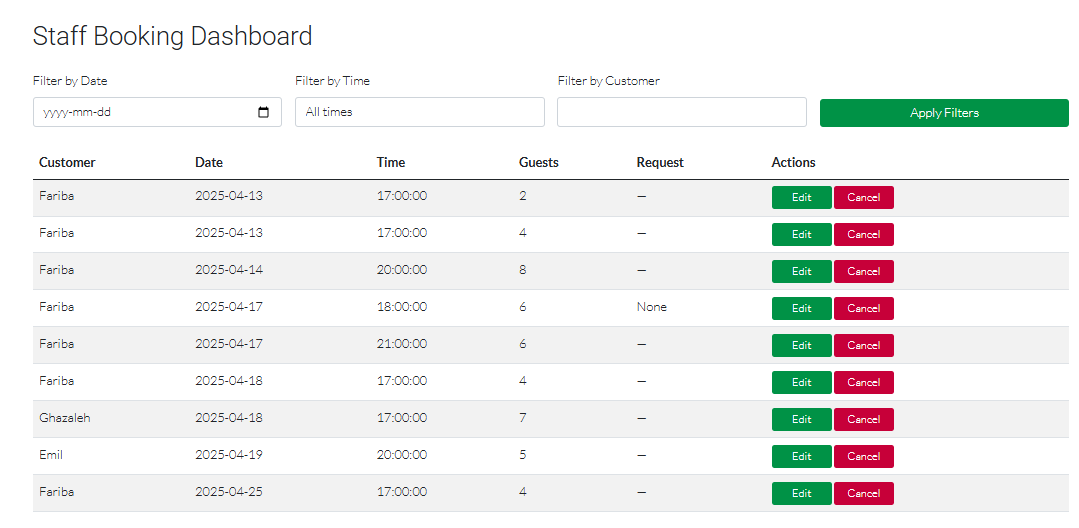 Staff Booking Dashboard
Filter by Date Filter by Time Filter by Customer
yyyy-mm-dd All times Apply Filters
Customer Date Time Guests Request Actions
Fariba 2025-04-13 17:00:00 2 — Edit Cancel
Fariba 2025-04-13 17:00:00 4 — Edit Cancel
Fariba 2025-04-14 20:00:00 8 — Edit Cancel
Fariba 2025-04-17 18:00:00 6 None Edit Cancel
Fariba 2025-04-17 21:00:00 6 — Edit Cancel
Fariba 2025-04-18 17:00:00 4 — Edit Cancel
Ghazaleh 2025-04-18 17:00:00 7 — Edit Cancel
Emil 2025-04-19 20:00:00 5 — Edit Cancel
Fariba 2025-04-25 17:00:00 4 — Edit Cancel